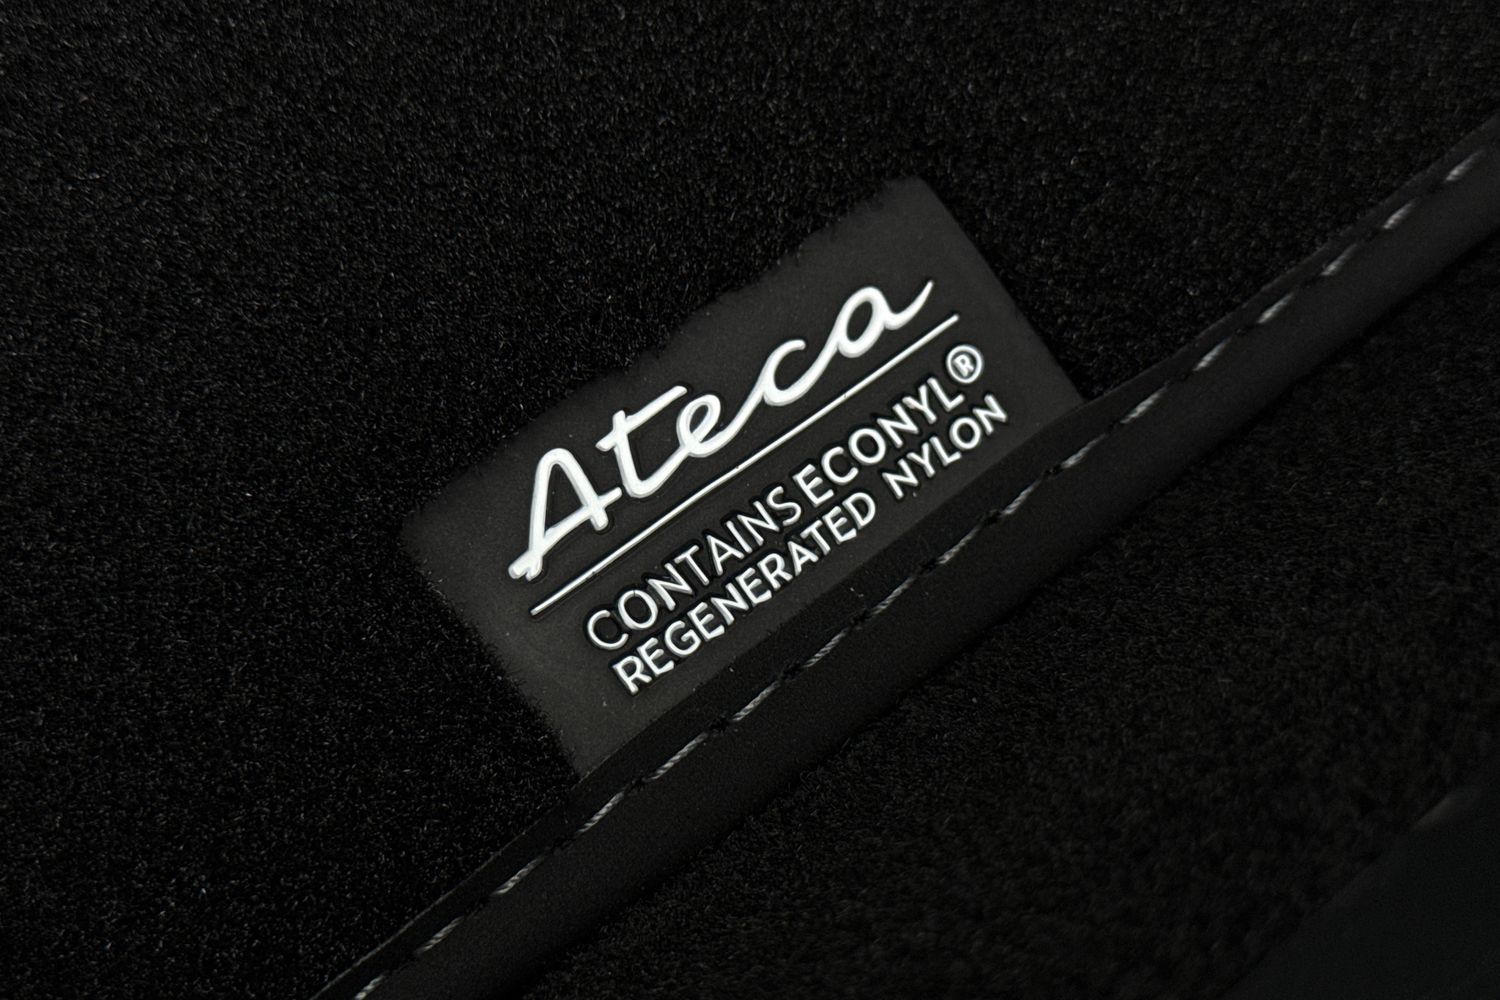 Ateca
CONTAINS ECONYL®
REGENERATED NYLON